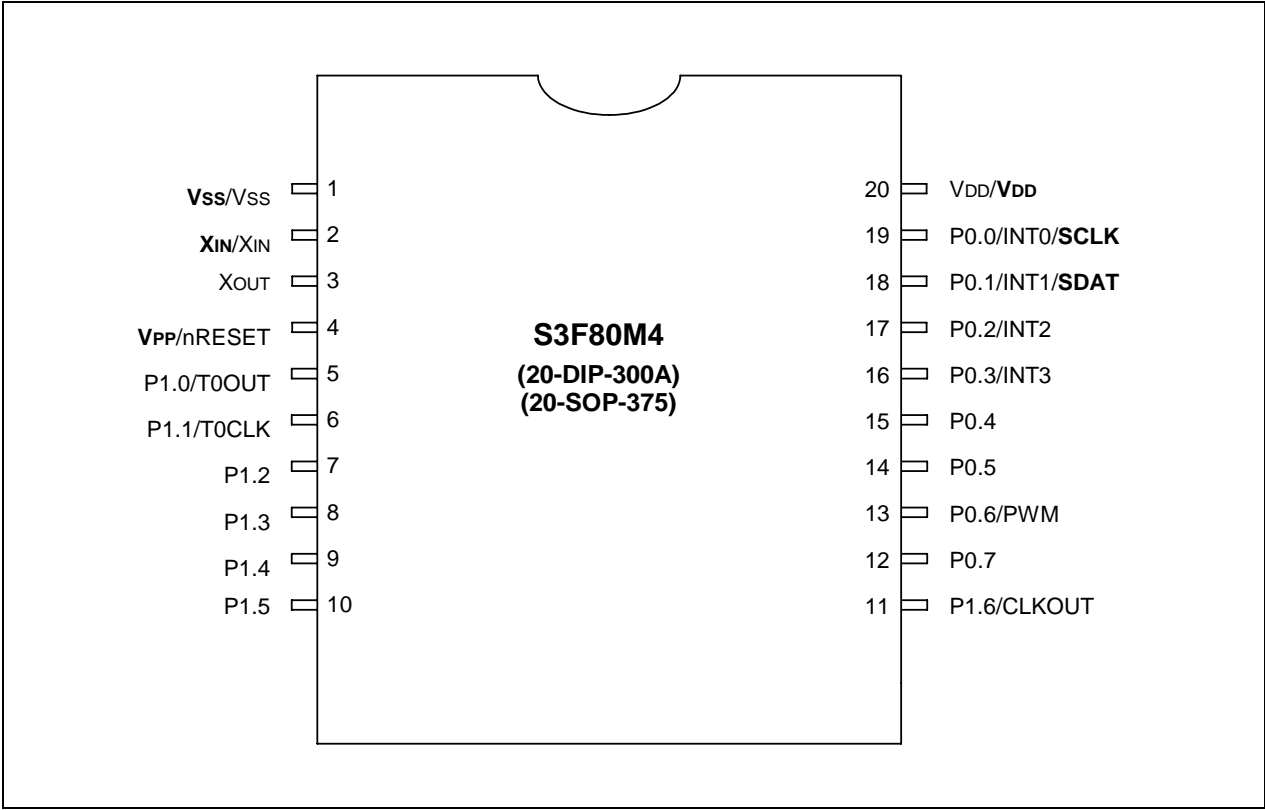 Vss/Vss 1
XIN/XIN 2
XOUT 3
VPP/nRESET 4
P1.0/T0OUT 5
P1.1/T0CLK 6
P1.2 7
P1.3 8
P1.4 9
P1.5 10
S3F80M4
(20-DIP-300A)
(20-SOP-375)
20 VDD/VDD
19 P0.0/INT0/SCLK
18 P0.1/INT1/SDAT
17 P0.2/INT2
16 P0.3/INT3
15 P0.4
14 P0.5
13 P0.6/PWM
12 P0.7
11 P1.6/CLKOUT